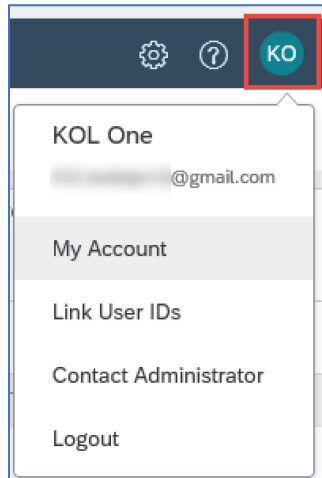 KO
KOL One
@gmail.com
My Account
Link User IDs
Contact Administrator
Logout